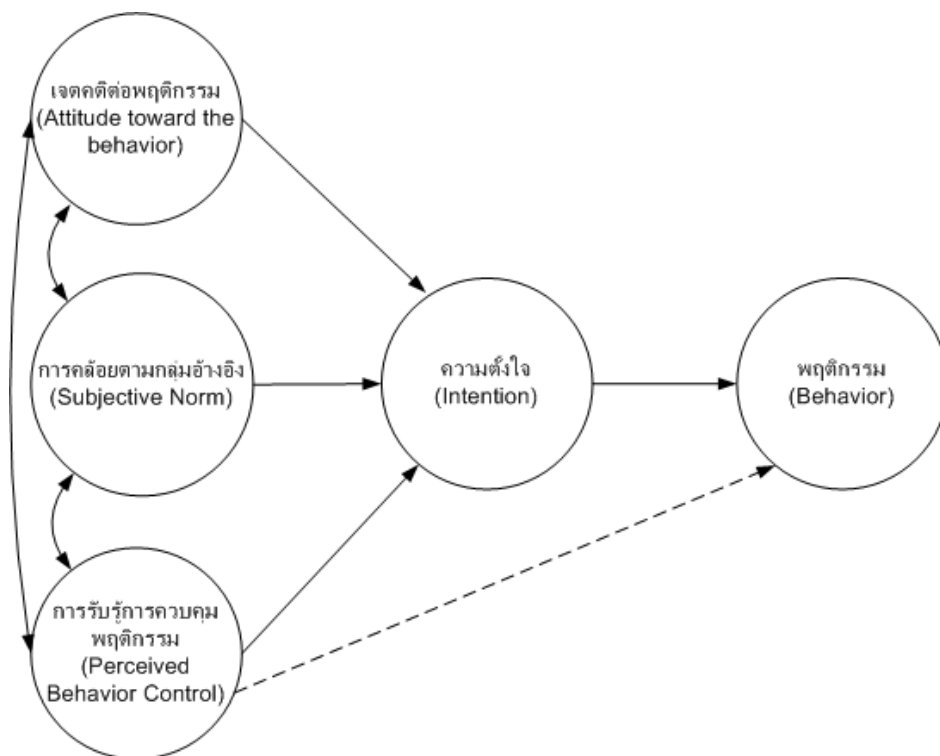 เจตคติต่อพฤติกรรม
(Attitude toward the
behavior)
การคล้อยตามกลุ่มอ้างอิง
(Subjective Norm)
ความตั้งใจ
(Intention)
พฤติกรรม
(Behavior)
การรับรู้การควบคุม
พฤติกรรม
(Perceived
Behavior Control)